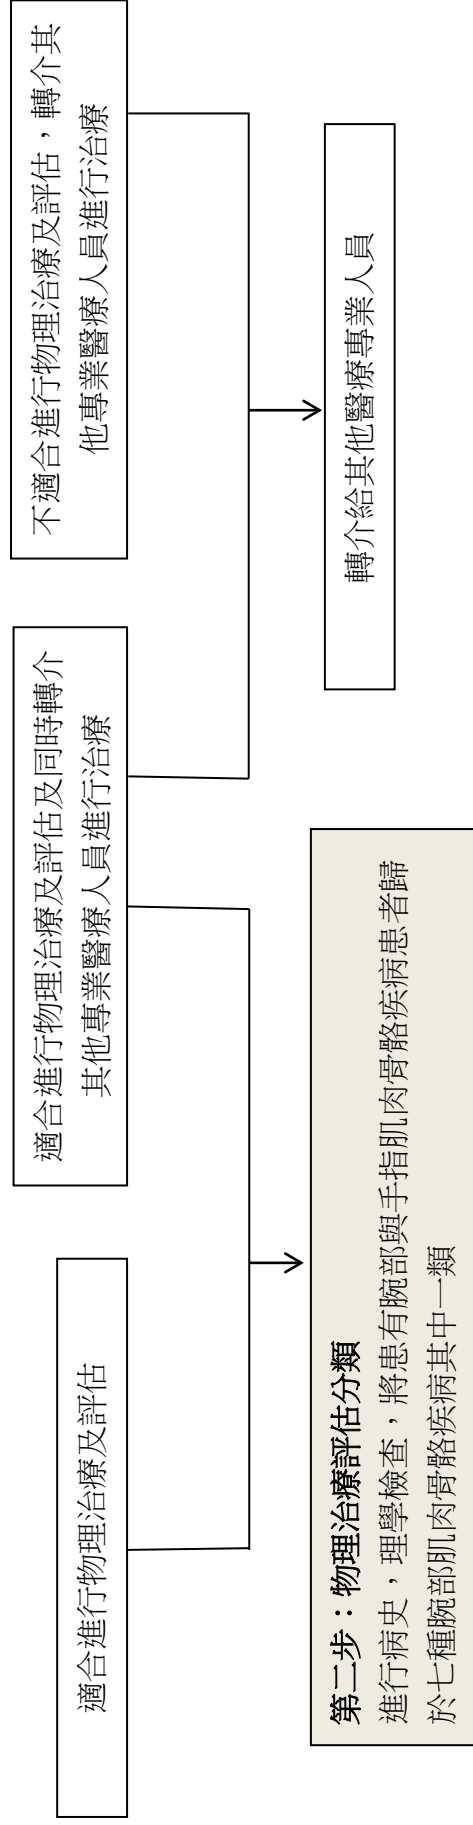 適合進行物理治療及評估
適合進行物理治療及評估及同時轉介
其他專業醫療人員進行治療
不適合進行物理治療及評估，轉介其
他專業醫療人員進行治療
第二步：物理治療評估分類
進行病史，理學檢查，將患有腕部與手指肌肉骨骼疾病患者歸
於七種腕部肌肉骨骼疾病其中一類
轉介給其他醫療專業人員